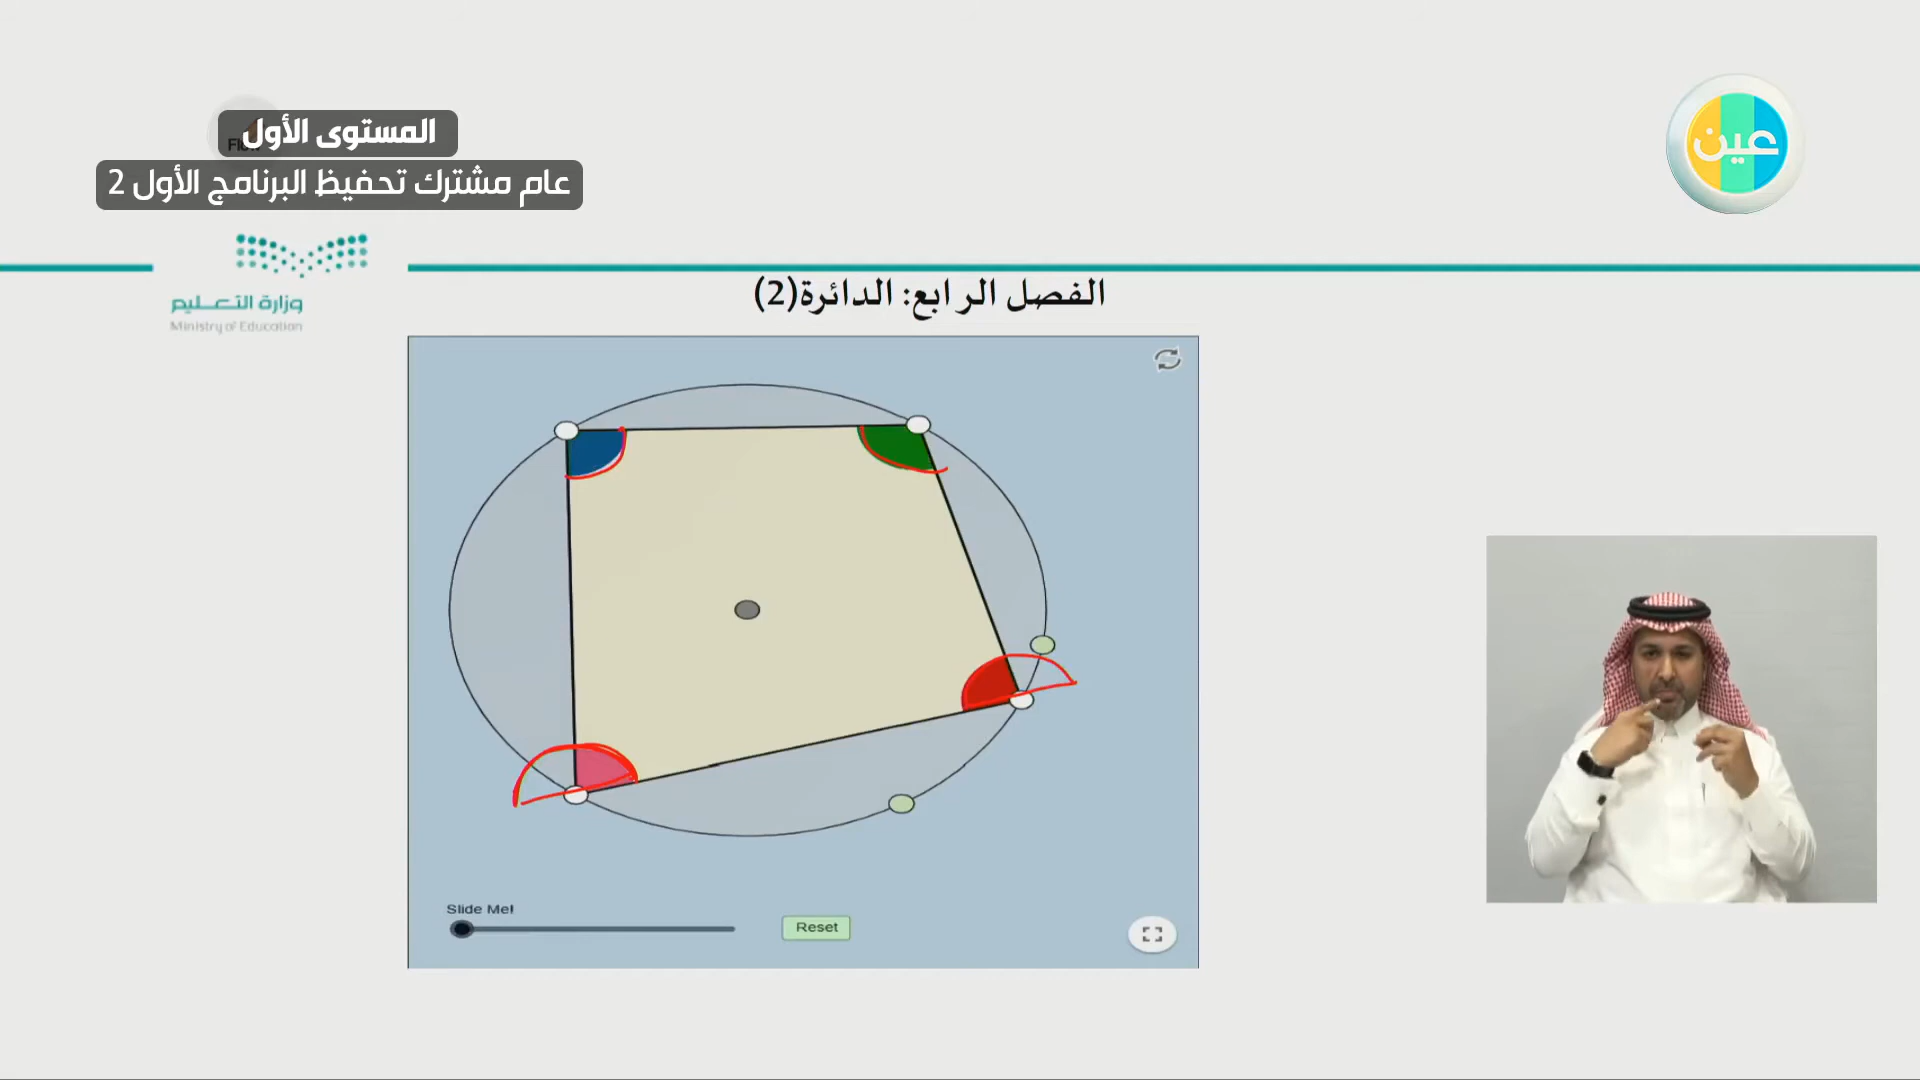 المستوى الأول
عام مشترك تحفيظ البرنامج الأول 2
عين
وزارة التعليم
Ministry of Education
الفصل الرابع: الدائرة(2)
Slide Me!
Reset